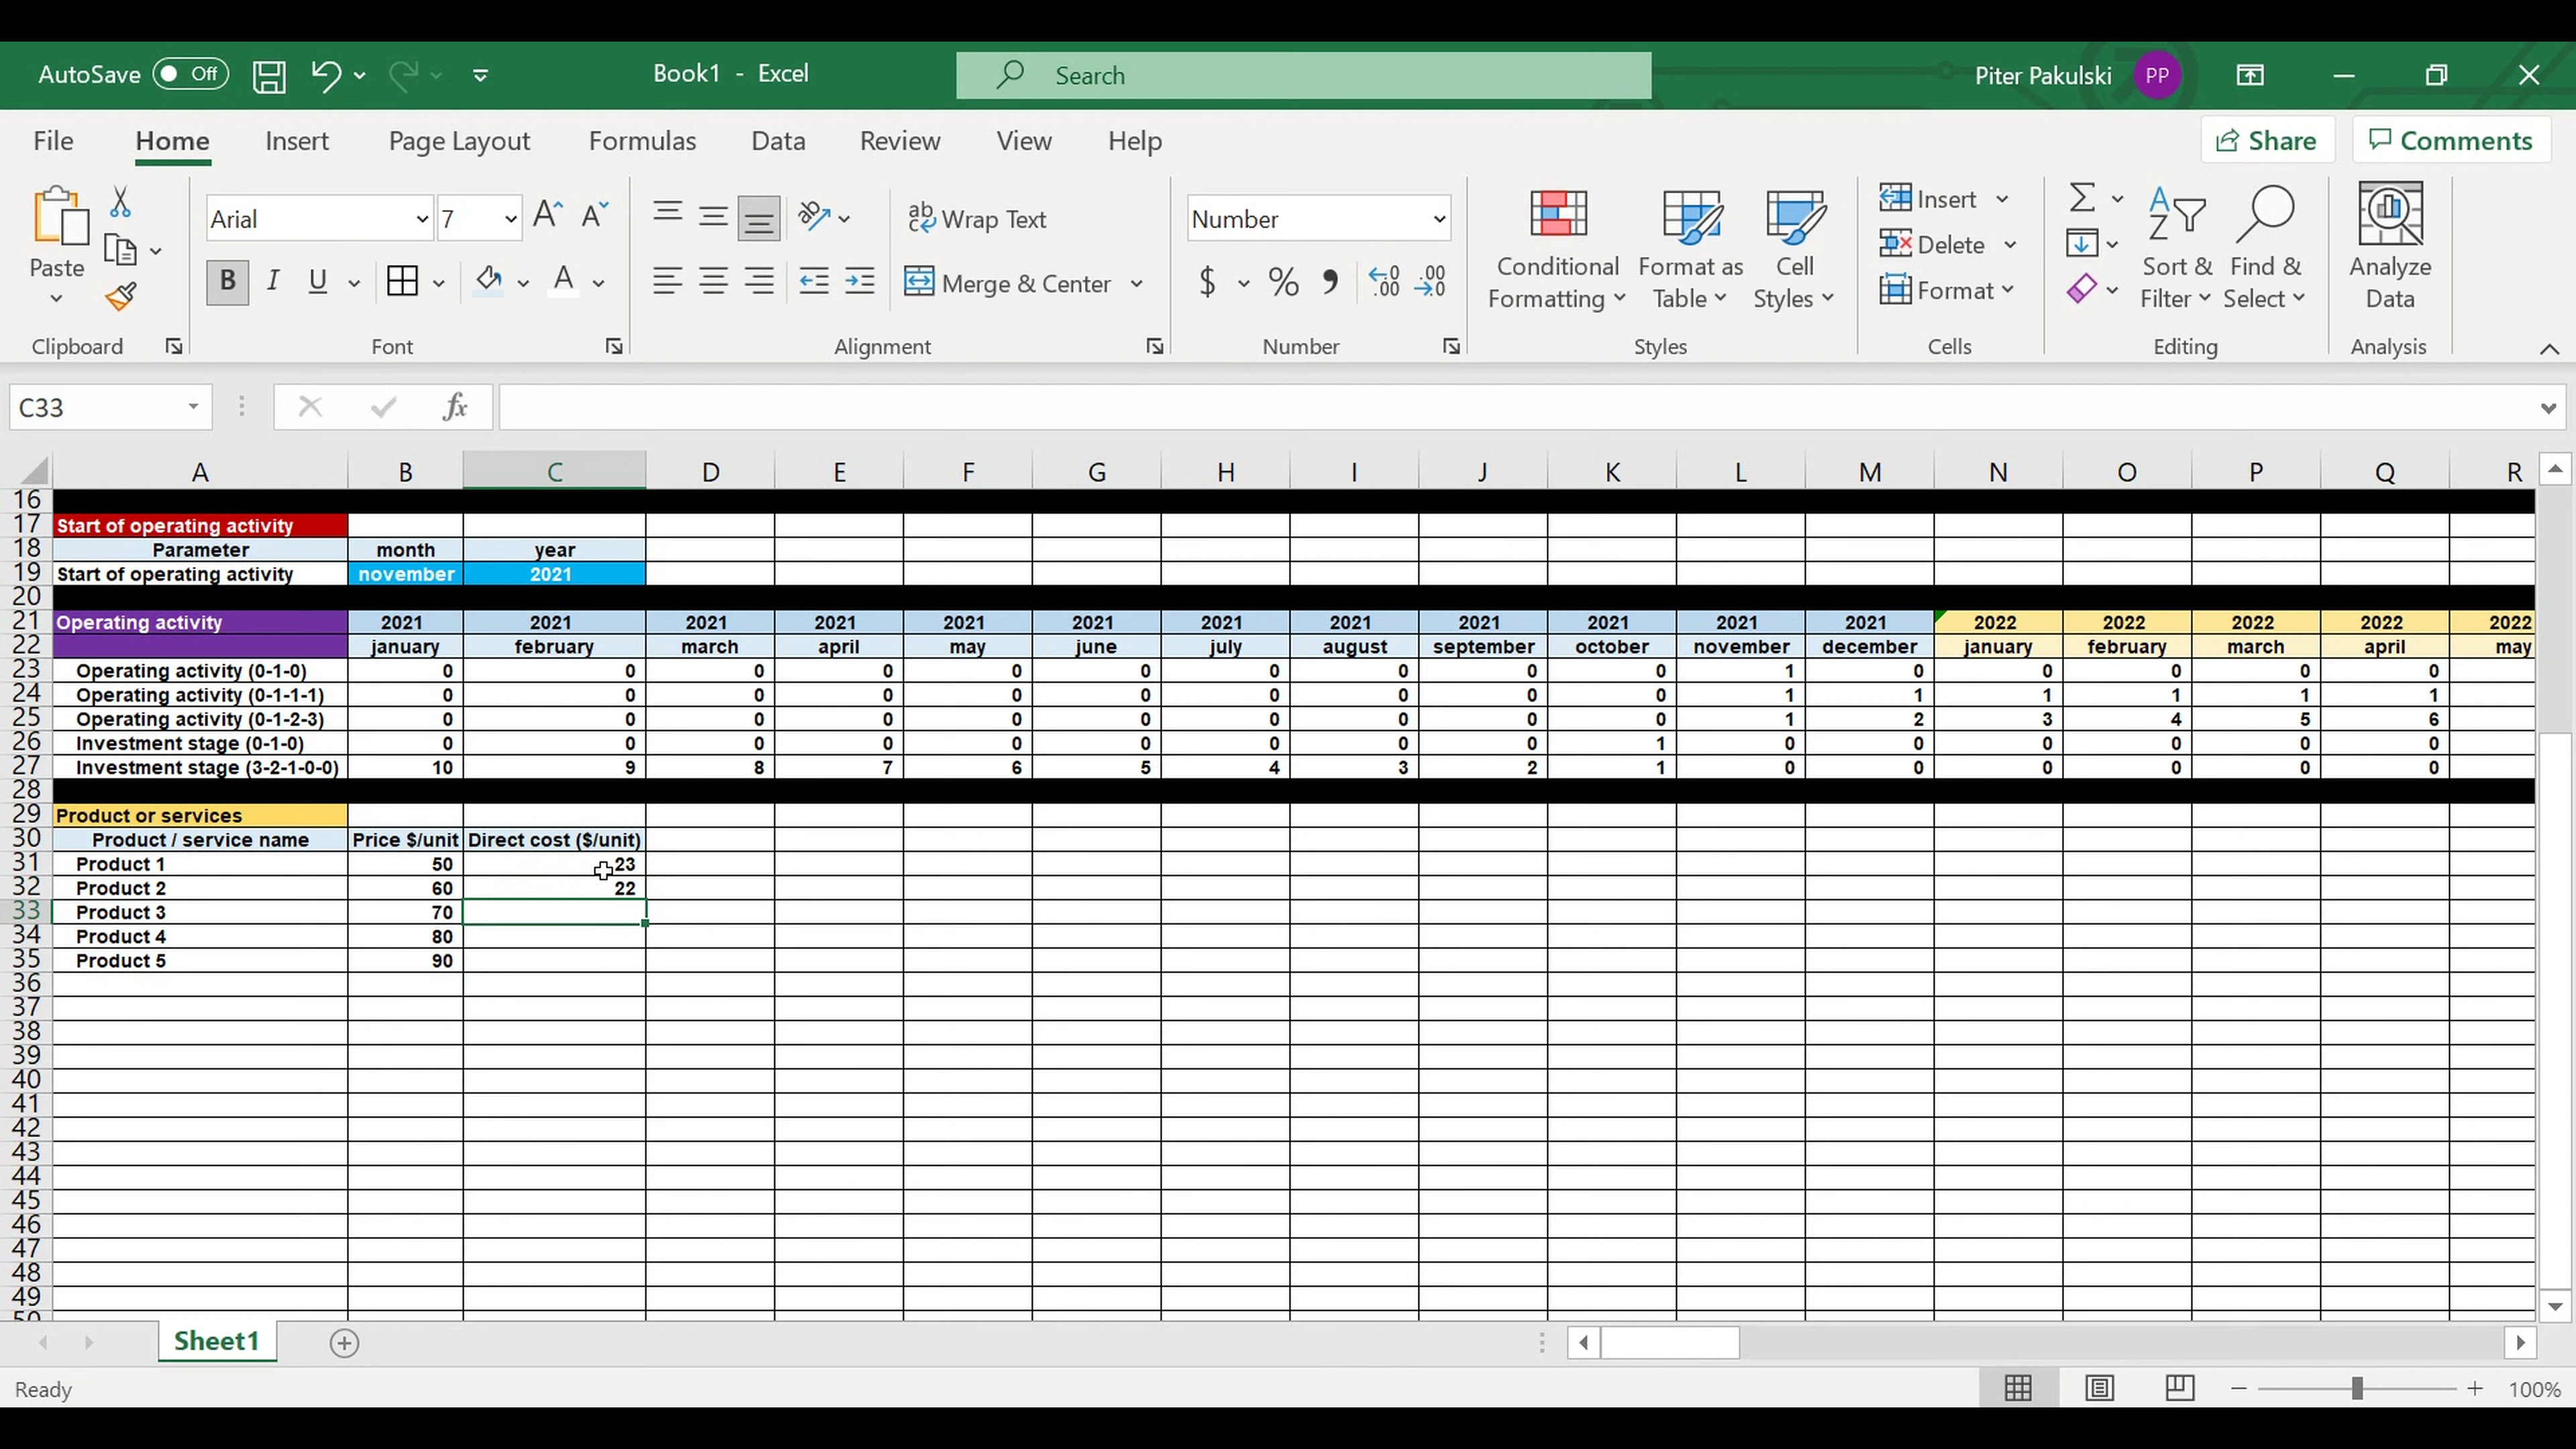 AutoSave Off Book1 - Excel Search Piter Pakulski PP
File Home Insert Page Layout Formulas Data Review View Help Share Comments
Paste Arial 7 Wrap Text Merge & Center Number Conditional Formatting Format as Table Cell Styles Insert Delete Format Sort & Filter Find & Select Analyze Data
Clipboard Font Alignment Number Styles Cells Editing Analysis
C33 fx
A B C D E F G H I J K L M N O P Q R
16
17 Start of operating activity
18 Parameter month year
19 Start of operating activity november 2021
20
21 Operating activity 2021 2021 2021 2021 2021 2021 2021 2021 2021 2021 2021 2021 2022 2022 2022 2022 2022
22 january february march april may june july august september october november december january february march april may
23 Operating activity (0-1-0) 0 0 0 0 0 0 0 0 0 0 1 0 0 0 0 0
24 Operating activity (0-1-1-1) 0 0 0 0 0 0 0 0 0 0 1 1 1 1 1 1
25 Operating activity (0-1-2-3) 0 0 0 0 0 0 0 0 0 0 1 2 3 4 5 6
26 Investment stage (0-1-0) 0 0 0 0 0 0 0 0 0 1 0 0 0 0 0 0
27 Investment stage (3-2-1-0-0) 10 9 8 7 6 5 4 3 2 1 0 0 0 0 0 0
28
29 Product or services
30 Product / service name Price $/unit Direct cost ($/unit)
31 Product 1 50 23
32 Product 2 60 22
33 Product 3 70
34 Product 4 80
35 Product 5 90
36
37
38
39
40
41
42
43
44
45
46
47
48
49
50
Sheet1
Ready 100%